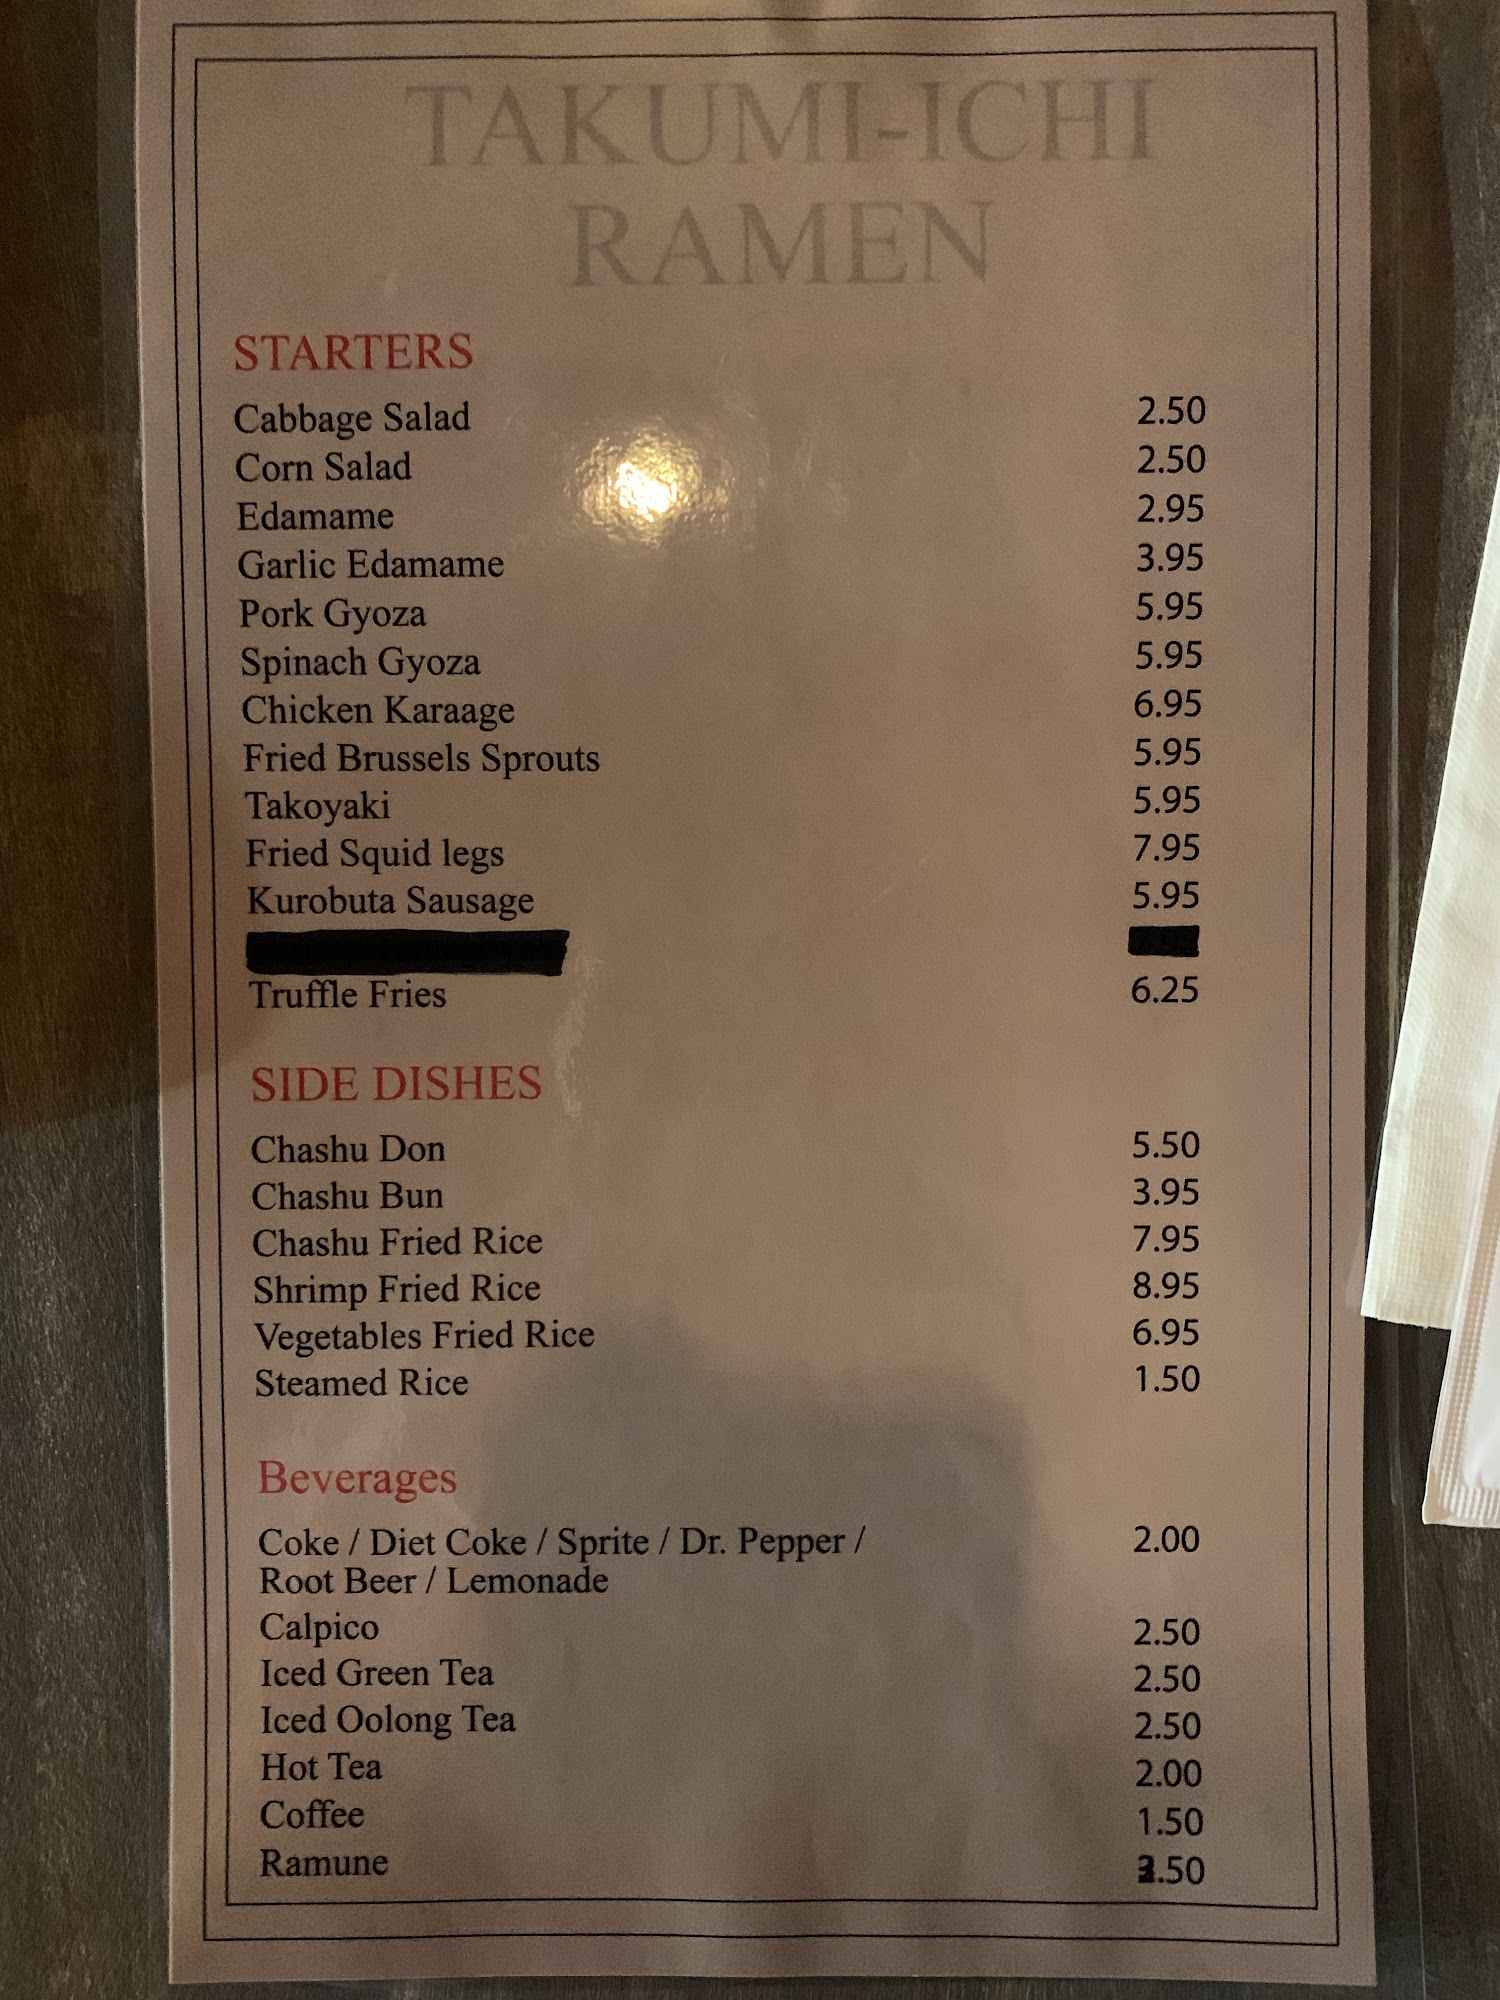 TAKUMI-ICHI
RAMEN
STARTERS
Cabbage Salad 2.50
Corn Salad 2.50
Edamame 2.95
Garlic Edamame 3.95
Pork Gyoza 5.95
Spinach Gyoza 5.95
Chicken Karaage 6.95
Fried Brussels Sprouts 5.95
Takoyaki 5.95
Fried Squid legs 7.95
Kurobuta Sausage 5.95
Truffle Fries 6.25
SIDE DISHES
Chashu Don 5.50
Chashu Bun 3.95
Chashu Fried Rice 7.95
Shrimp Fried Rice 8.95
Vegetables Fried Rice 6.95
Steamed Rice 1.50
Beverages
Coke / Diet Coke / Sprite / Dr. Pepper / 2.00
Root Beer / Lemonade
Calpico 2.50
Iced Green Tea 2.50
Iced Oolong Tea 2.50
Hot Tea 2.00
Coffee 1.50
Ramune